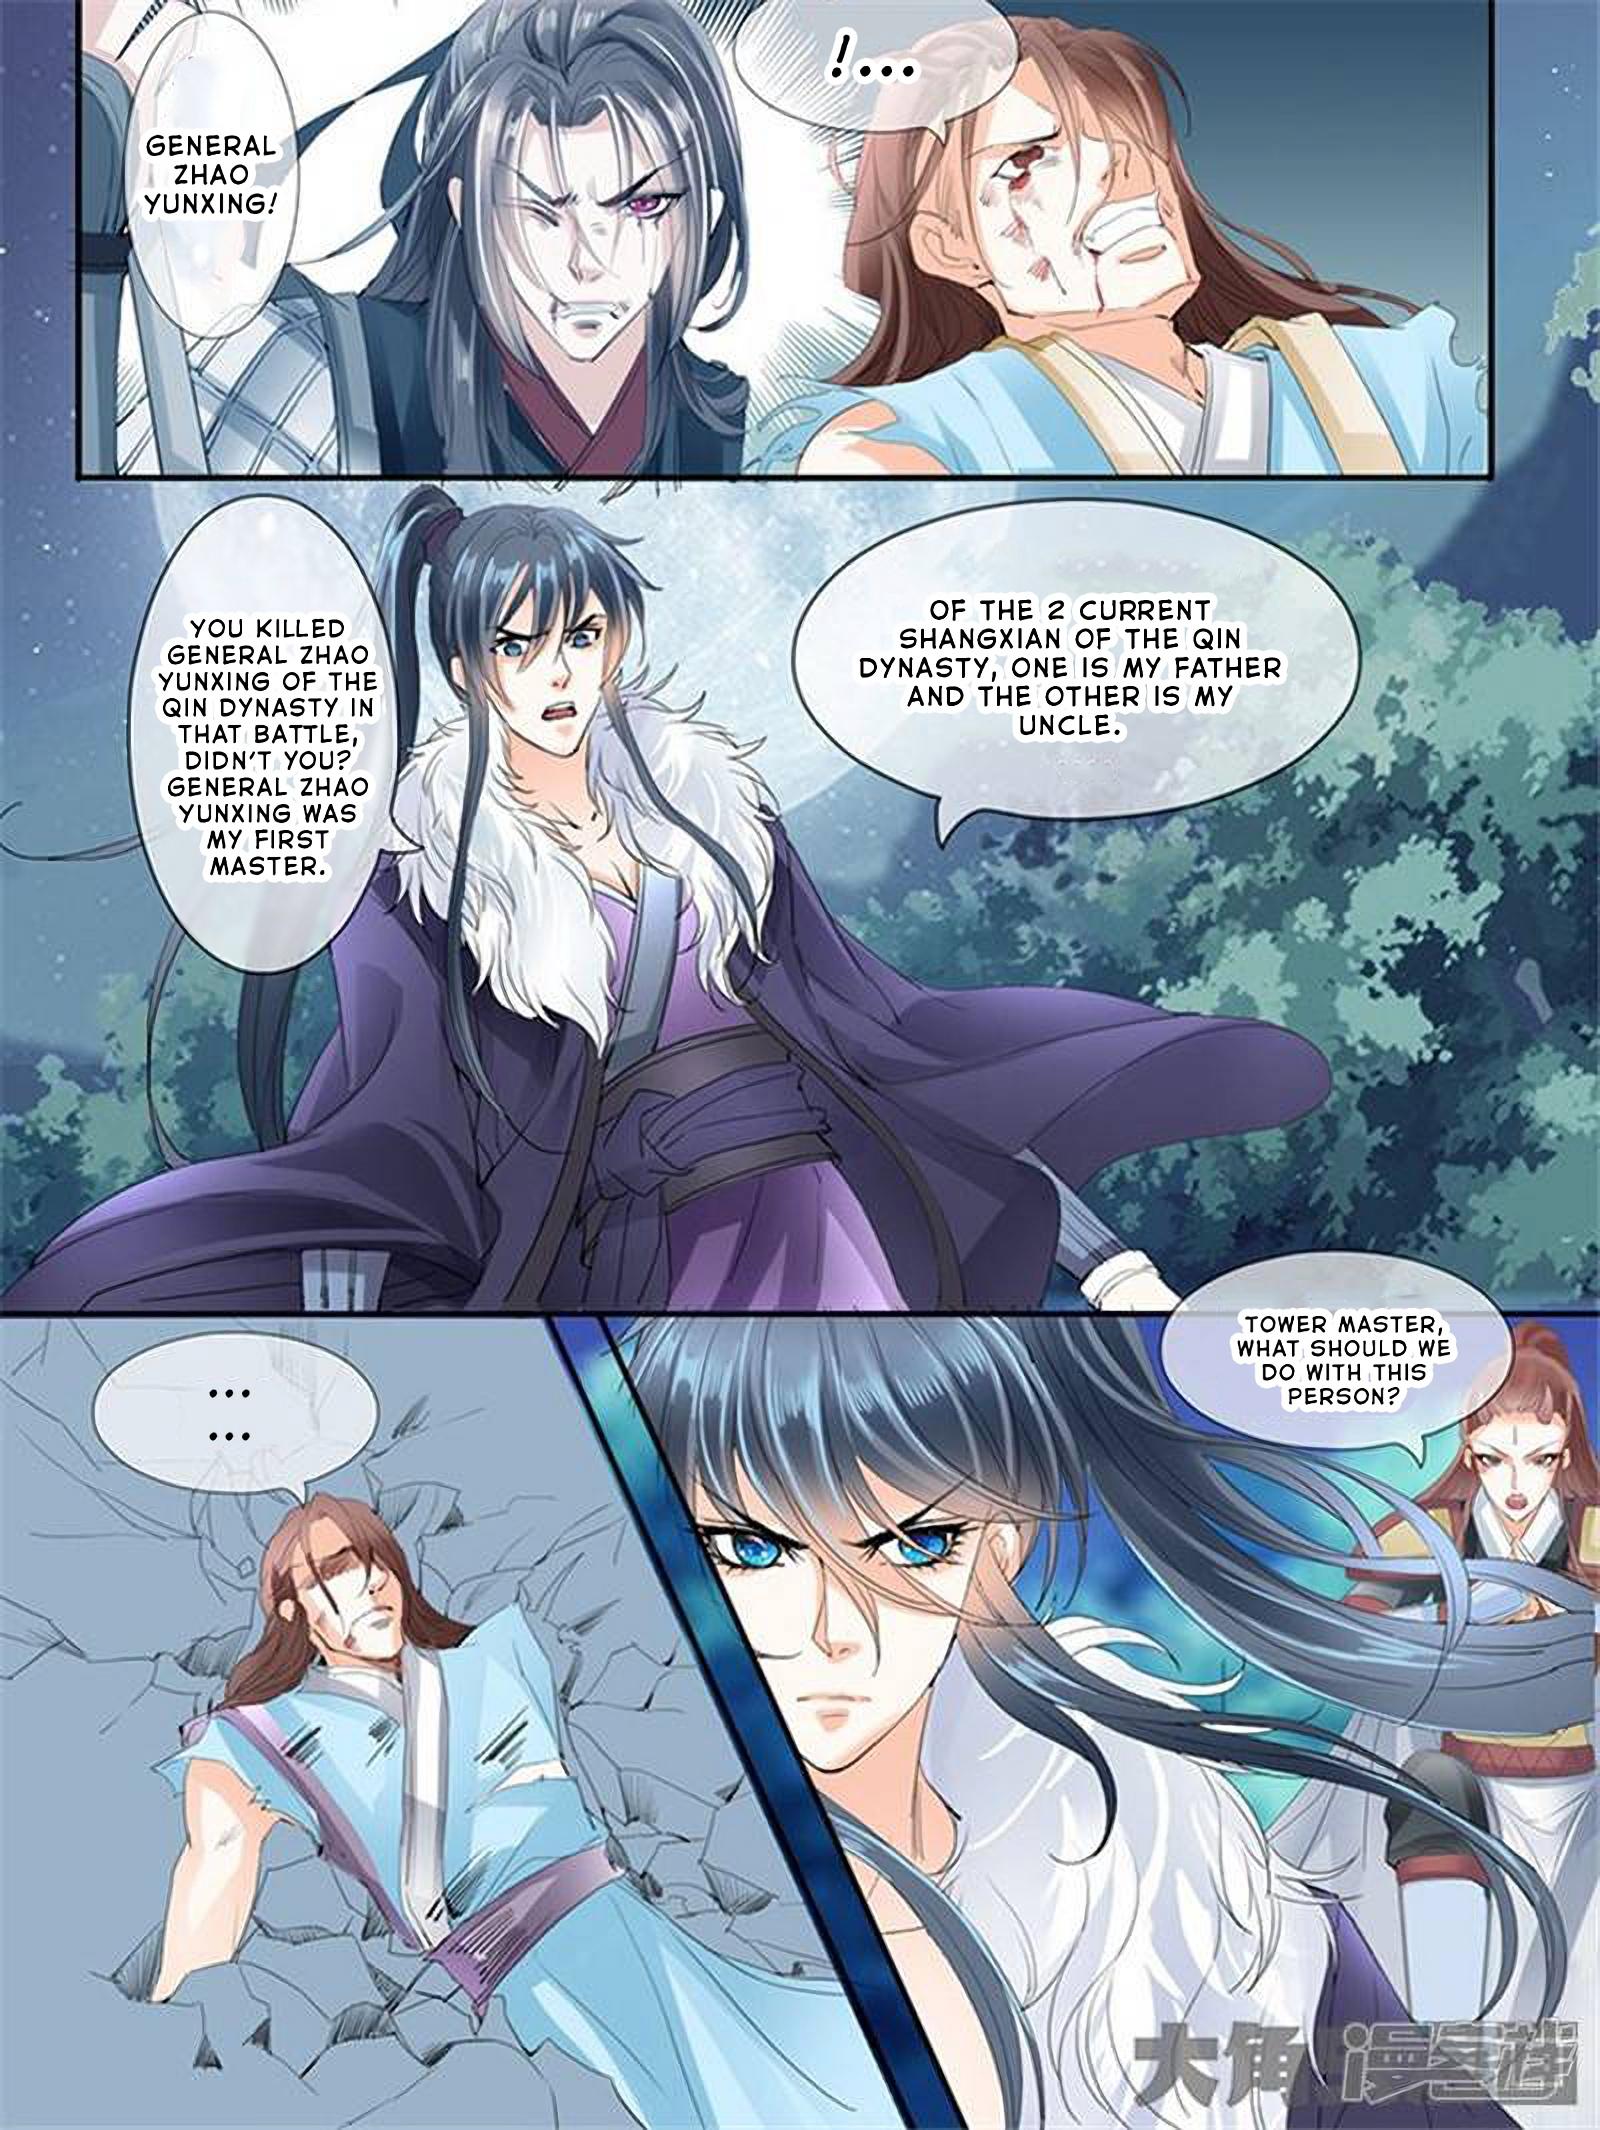 GENERAL
ZHAO
YUNXING!
!...
YOU KILLED
GENERAL ZHAO
YUNXING OF THE
QIN DYNASTY IN
THAT BATTLE,
DIDN'T YOU?
GENERAL ZHAO
YUNXING WAS
MY FIRST
MASTER.
OF THE 2 CURRENT
SHANGXIAN OF THE QIN
DYNASTY, ONE IS MY FATHER
AND THE OTHER IS MY
UNCLE.
...
...
TOWER MASTER,
WHAT SHOULD WE
DO WITH THIS
PERSON?
大角